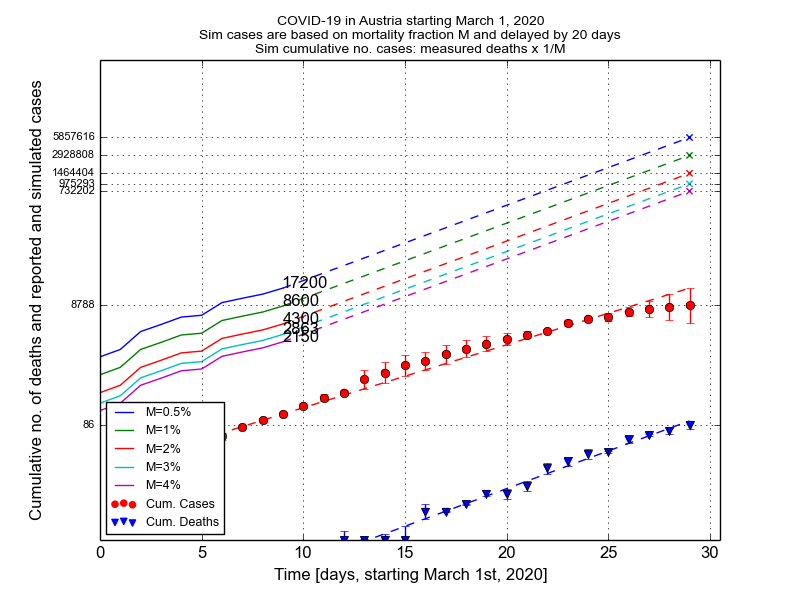 COVID-19 in Austria starting March 1, 2020
Sim cases are based on mortality fraction M and delayed by 20 days
Sim cumulative no. cases: measured deaths x 1/M
Cumulative no. of deaths and reported and simulated cases
5857616
2928808
1464404
975293
732202
8788
86
17200
8600
4300
2863
2150
M=0.5%
M=1%
M=2%
M=3%
M=4%
Cum. Cases
Cum. Deaths
0 5 10 15 20 25 30
Time [days, starting March 1st, 2020]